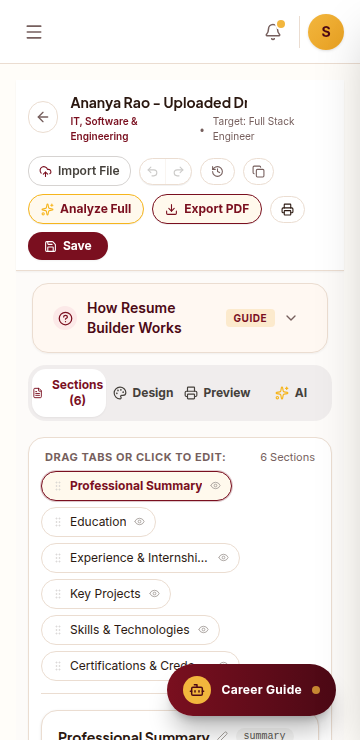 S
Ananya Rao – Uploaded Dr
IT, Software & Engineering • Target: Full Stack Engineer
Import File
Analyze Full
Export PDF
Save
How Resume Builder Works
GUIDE
Sections (6)
Design
Preview
AI
DRAG TABS OR CLICK TO EDIT:
6 Sections
Professional Summary
Education
Experience & Internshi...
Key Projects
Skills & Technologies
Certifications & Crede
Career Guide
Professional Summary
summary